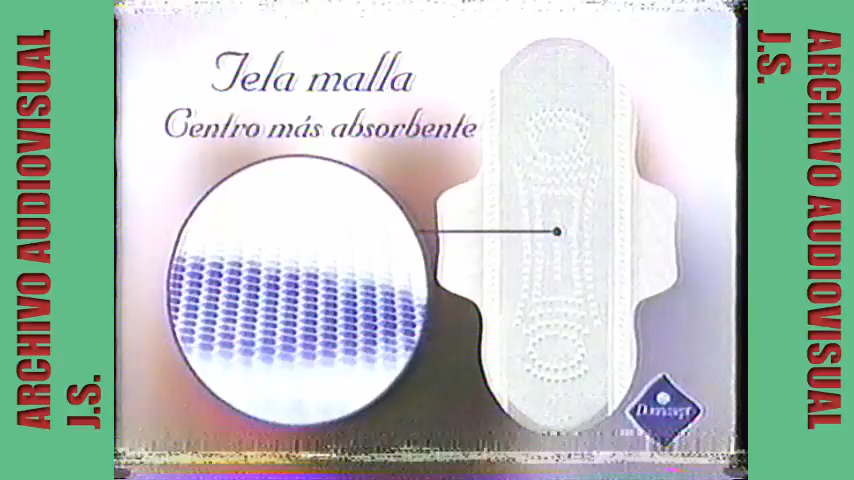 ARCHIVO AUDIOVISUAL
J.S.
Tela malla
Centro más absorbente
ARCHIVO AUDIOVISUAL
J.S.